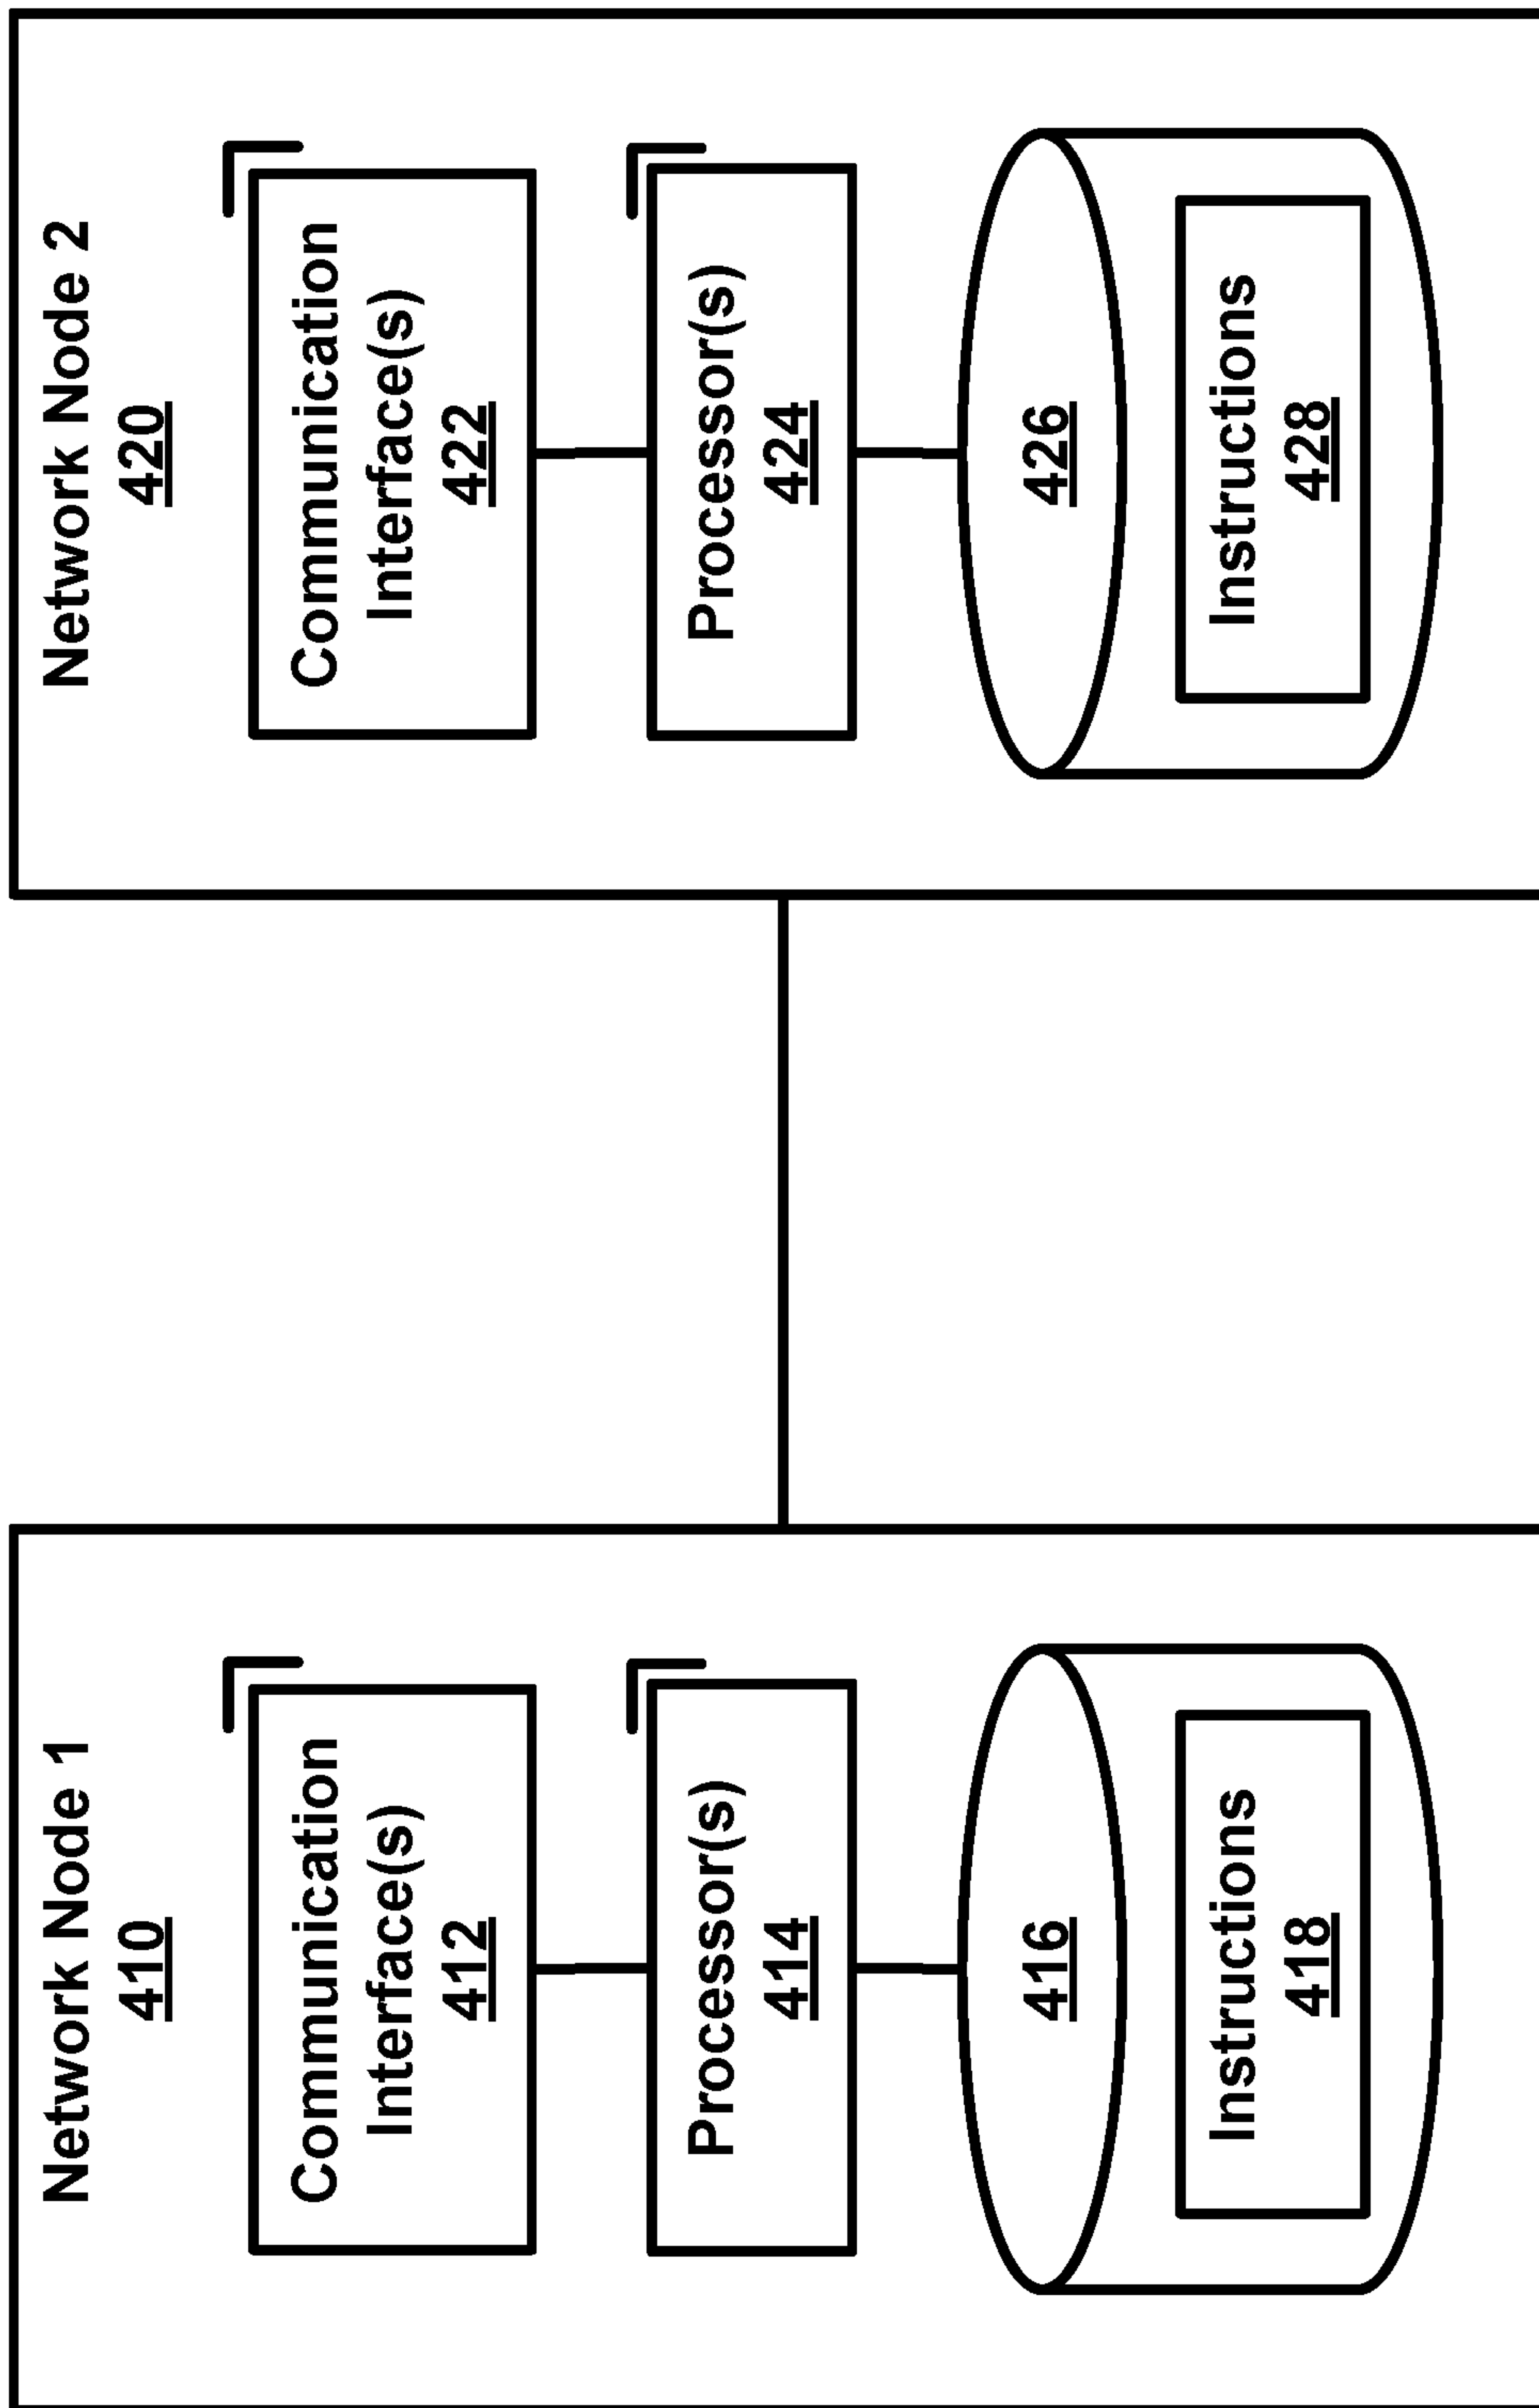 Network Node 1
410
Communication
Interface(s)
412
Processor(s)
414
416
Instructions
418
Network Node 2
420
Communication
Interface(s)
422
Processor(s)
424
426
Instructions
428